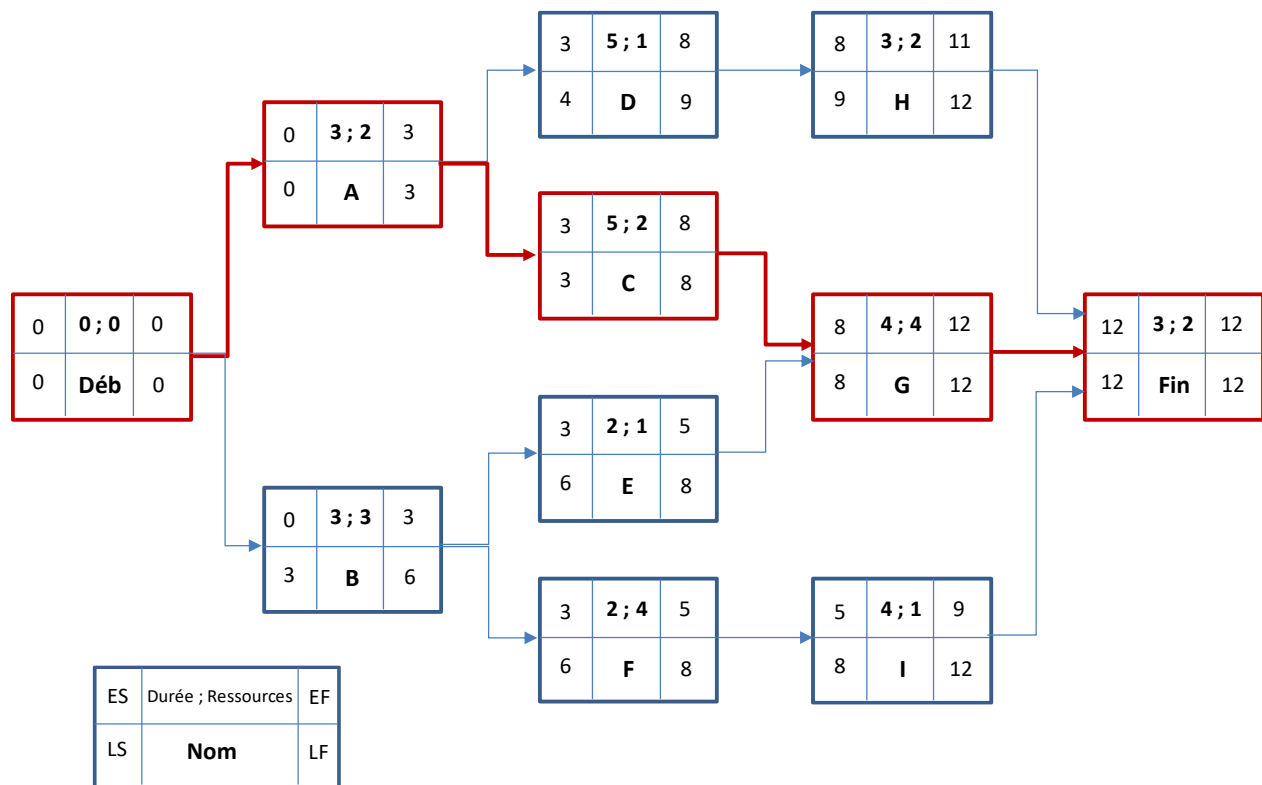 3 5 ; 1 8
4 D 9
8 3 ; 2 11
9 H 12
0 3 ; 2 3
0 A 3
3 5 ; 2 8
3 C 8
0 0 ; 0 0
0 Déb 0
8 4 ; 4 12
8 G 12
12 3 ; 2 12
12 Fin 12
3 2 ; 1 5
6 E 8
0 3 ; 3 3
3 B 6
3 2 ; 4 5
6 F 8
5 4 ; 1 9
8 I 12
ES Durée ; Ressources EF
LS Nom LF